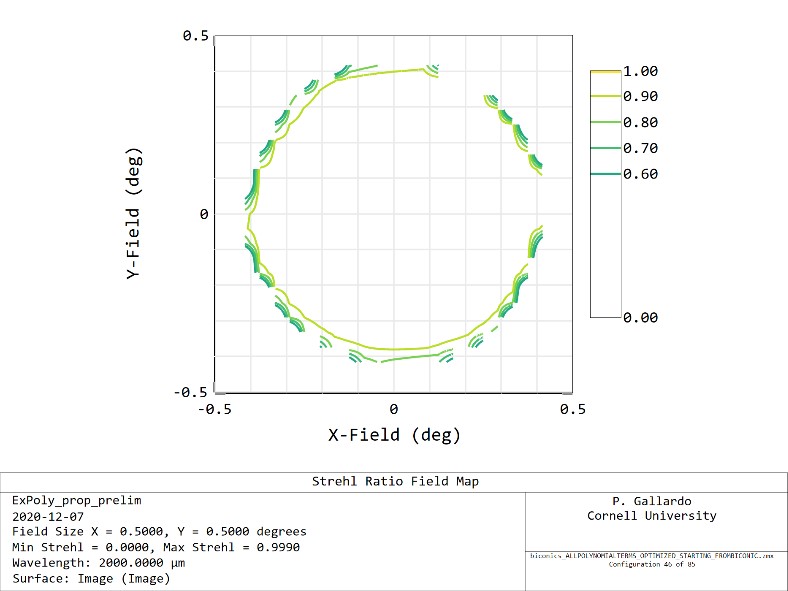 0.5
0
-0.5
Y-Field (deg)
-0.5
0
0.5
X-Field (deg)
1.00
0.90
0.80
0.70
0.60
0.00
Strehl Ratio Field Map
ExPoly_prop_prelim
2020-12-07
Field Size X = 0.5000, Y = 0.5000 degrees
Min Strehl = 0.0000, Max Strehl = 0.9990
Wavelength: 2000.0000 µm
Surface: Image (Image)
P. Gallardo
Cornell University
biconics_ALLPOLYNOMIALTERMS_OPTIMIZED_STARTING_FROMBICONIC.zmx
Configuration 46 of 85